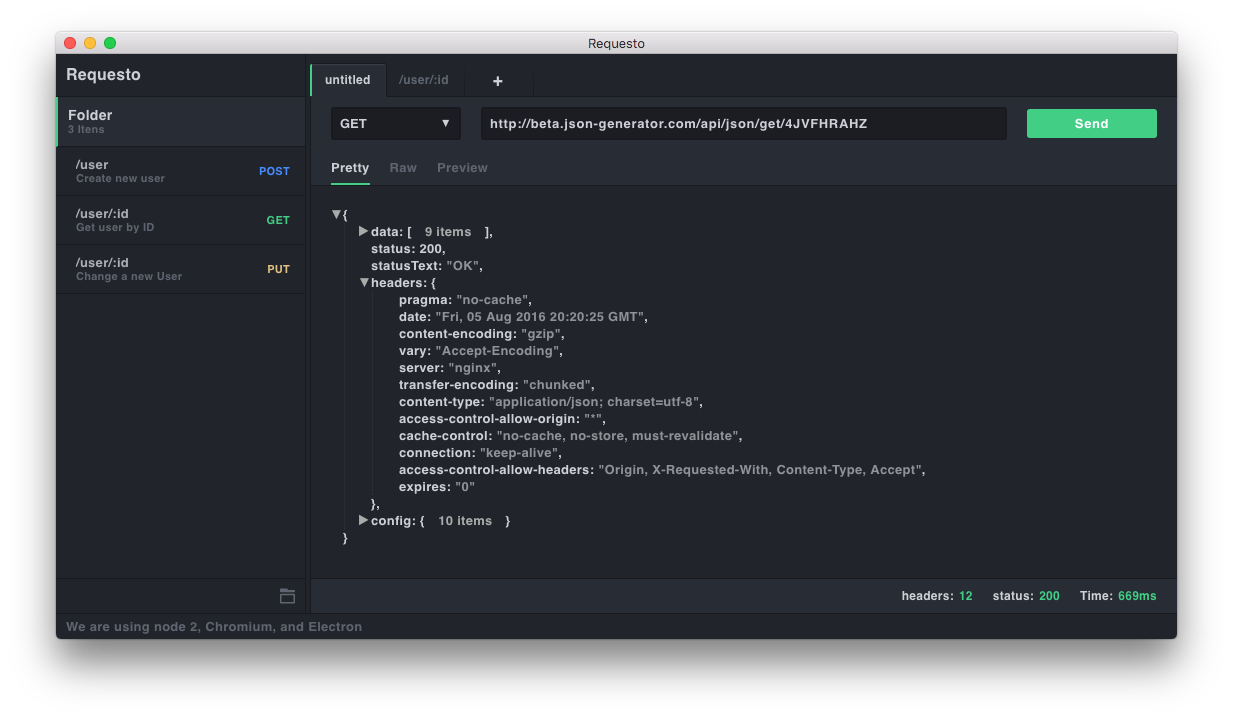 Requesto
Requesto
Folder
3 Itens
/user
Create new user
POST
/user/:id
Get user by ID
GET
/user/:id
Change a new User
PUT
untitled
/user/:id
+
GET
http://beta.json-generator.com/api/json/get/4JVFHRAHZ
Send
Pretty
Raw
Preview
{
data: [ 9 items ],
status: 200,
statusText: "OK",
headers: {
pragma: "no-cache",
date: "Fri, 05 Aug 2016 20:20:25 GMT",
content-encoding: "gzip",
vary: "Accept-Encoding",
server: "nginx",
transfer-encoding: "chunked",
content-type: "application/json; charset=utf-8",
access-control-allow-origin: "*",
cache-control: "no-cache, no-store, must-revalidate",
connection: "keep-alive",
access-control-allow-headers: "Origin, X-Requested-With, Content-Type, Accept",
expires: "0"
},
config: { 10 items }
}
headers: 12 status: 200 Time: 669ms
We are using node 2, Chromium, and Electron